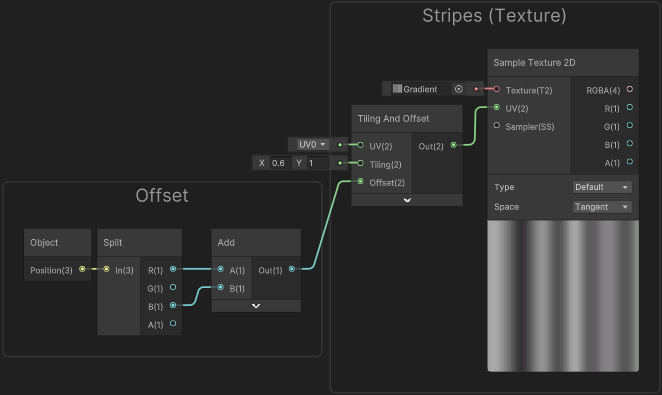 Stripes (Texture)
Sample Texture 2D
Gradient
Texture(T2)
RGBA(4)
UV(2)
R(1)
Sampler(SS)
G(1)
B(1)
A(1)
Tiling And Offset
UV0
UV(2)
Out(2)
X 0.6 Y 1
Tiling(2)
Offset(2)
Type
Default
Space
Tangent
Offset
Object
Position(3)
Split
In(3)
R(1)
G(1)
B(1)
A(1)
Add
A(1)
Out(1)
B(1)